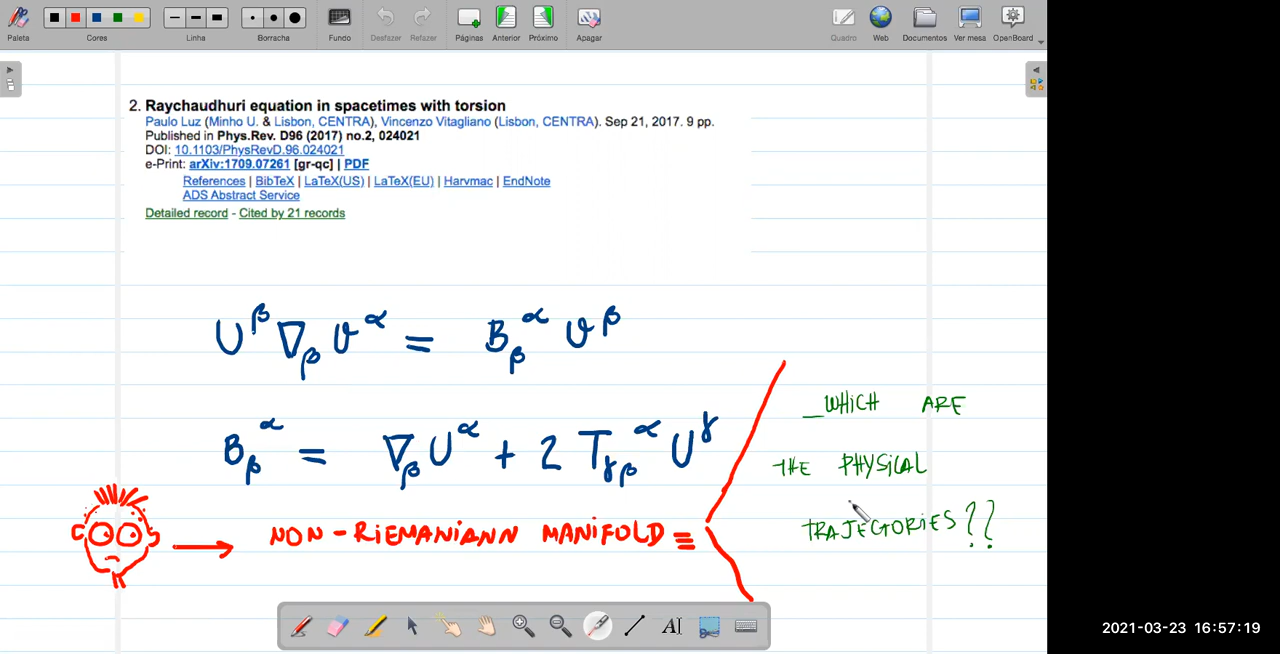 Paleta Cores Linha Borracha Fundo Desfazer Refazer Páginas Anterior Próximo Apagar Quadro Web Documentos Ver mesa OpenBoard
2. Raychaudhuri equation in spacetimes with torsion
Paulo Luz (Minho U. & Lisbon, CENTRA), Vincenzo Vitagliano (Lisbon, CENTRA). Sep 21, 2017. 9 pp.
Published in Phys.Rev. D96 (2017) no.2, 024021
DOI: 10.1103/PhysRevD.96.024021
e-Print: arXiv:1709.07261 [gr-qc] | PDF
References | BibTeX | LaTeX(US) | LaTeX(EU) | Harvmac | EndNote
ADS Abstract Service
Detailed record - Cited by 21 records
U^β ∇_β v^α = B_β^α v^β
B_β^α = ∇_β U^α + 2 T_γβ^α U^γ
NON-RIEMANIANN MANIFOLD =
_WHICH ARE
THE PHYSICAL
TRAJECTORIES??
AI
2021-03-23 16:57:19